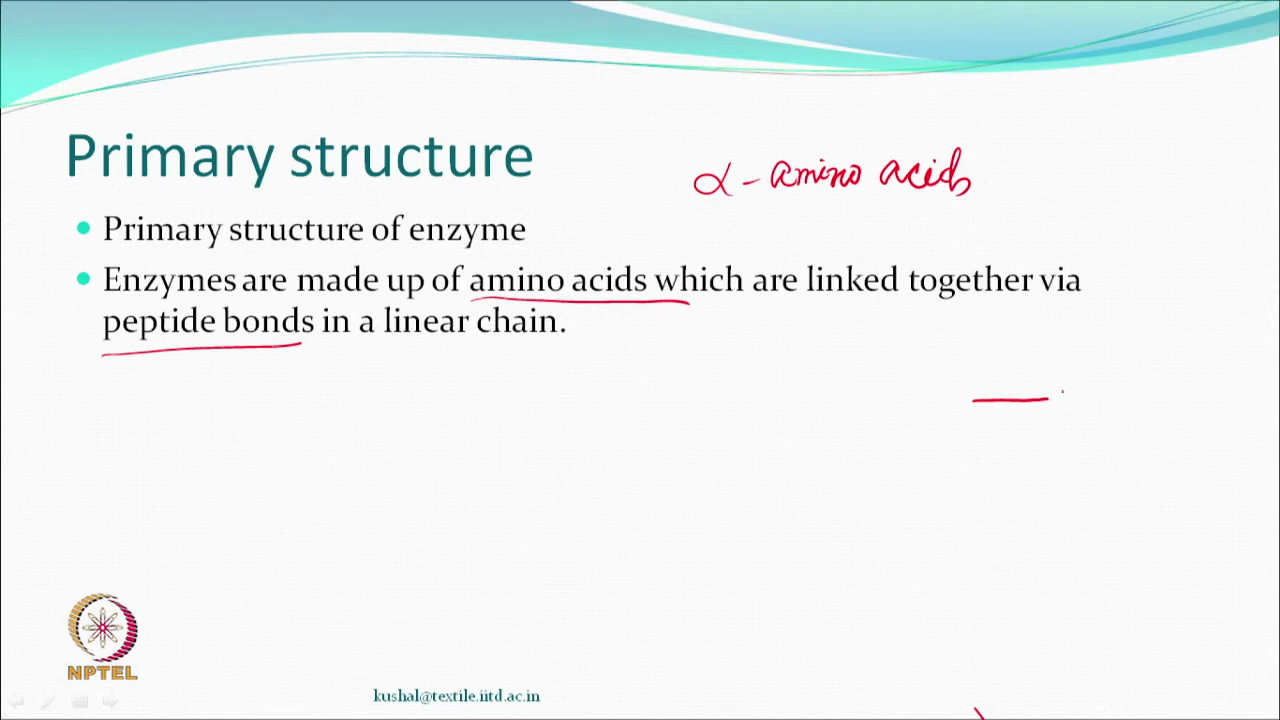 Primary structure
α - amino acids
Primary structure of enzyme
Enzymes are made up of amino acids which are linked together via
peptide bonds in a linear chain.
NPTEL
kushal@textile.iitd.ac.in